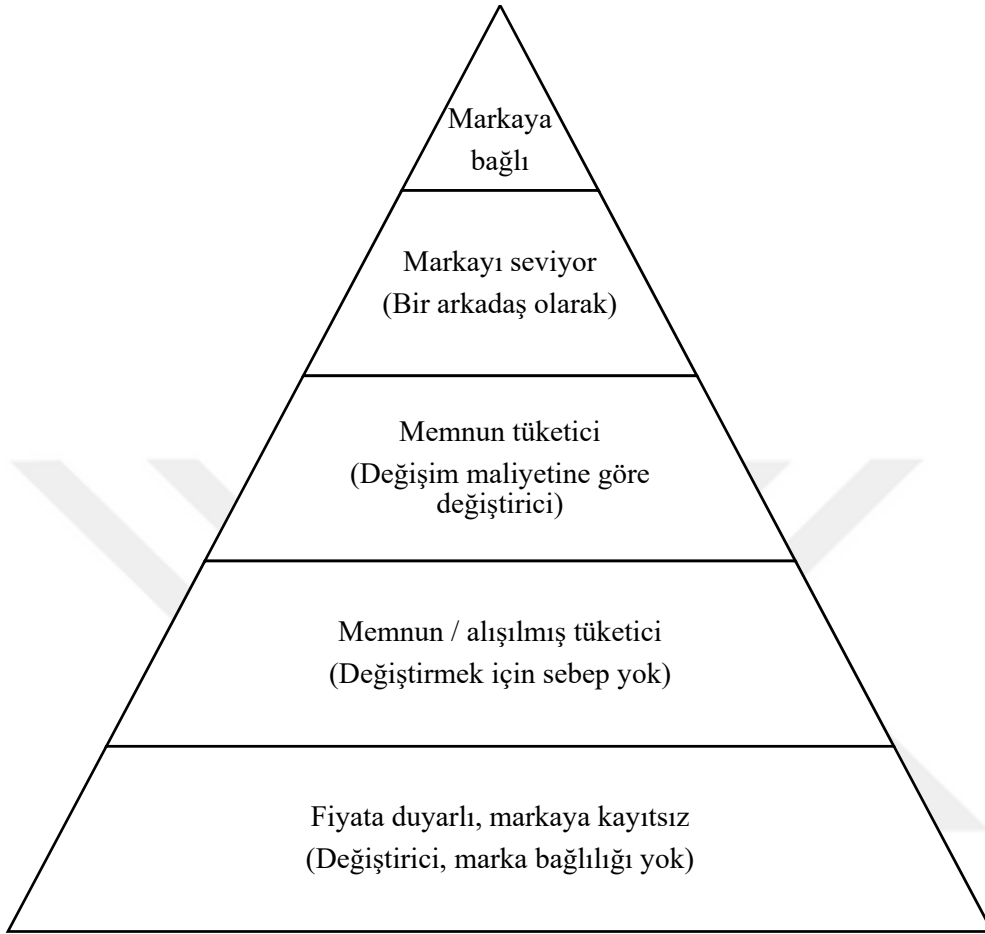 Markaya
bağlı
Markayı seviyor
(Bir arkadaş olarak)
Memnun tüketici
(Değişim maliyetine göre
değiştirici)
Memnun / alışılmış tüketici
(Değiştirmek için sebep yok)
Fiyata duyarlı, markaya kayıtsız
(Değiştirici, marka bağlılığı yok)